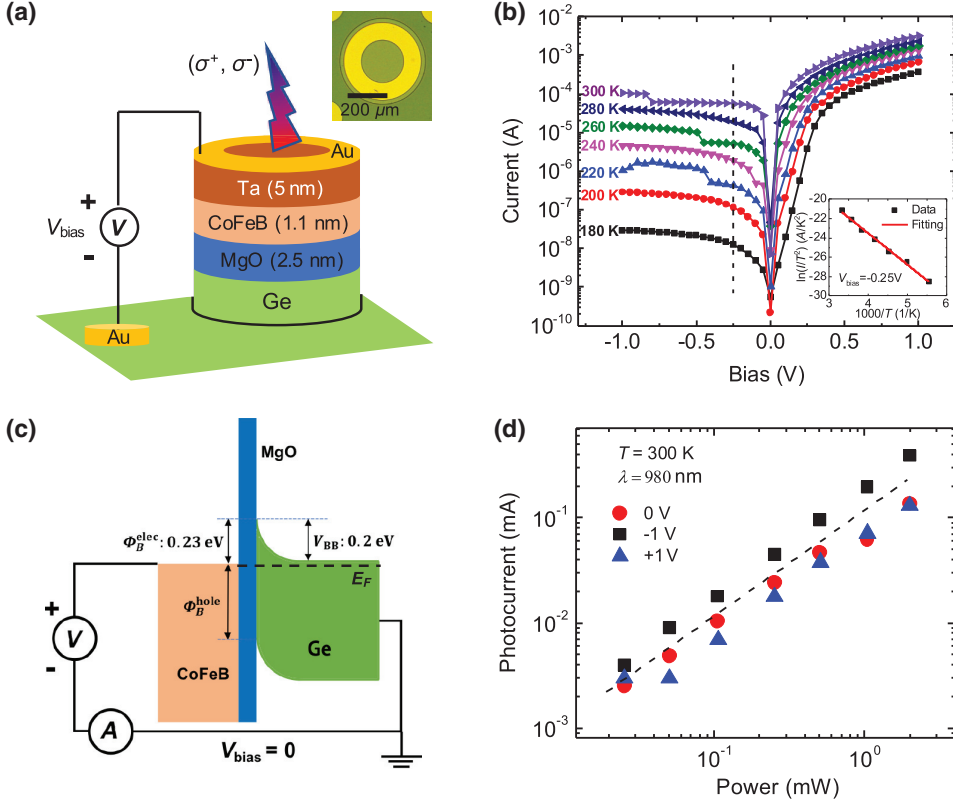 (a)
(σ⁺, σ⁻)
200 μm
Au
Ta (5 nm)
CoFeB (1.1 nm)
MgO (2.5 nm)
Ge
+
V_bias
V
-
Au
(b)
Current (A)
10⁻²
10⁻³
10⁻⁴
10⁻⁵
10⁻⁶
10⁻⁷
10⁻⁸
10⁻⁹
10⁻¹⁰
300 K
280 K
260 K
240 K
220 K
200 K
180 K
-1.0 -0.5 0.0 0.5 1.0
Bias (V)
ln(I/T²) (A/K²)
-20
-22
-24
-26
-28
-30
Data
Fitting
V_bias=-0.25V
3 4 5 6
1000/T (1/K)
(c)
MgO
Φ_B^elec: 0.23 eV
V_BB: 0.2 eV
E_F
Φ_B^hole
Ge
CoFeB
+
V
-
A
V_bias = 0
(d)
Photocurrent (mA)
10⁻¹
10⁻²
10⁻³
T = 300 K
λ = 980 nm
0 V
-1 V
+1 V
10⁻¹ 10⁰
Power (mW)